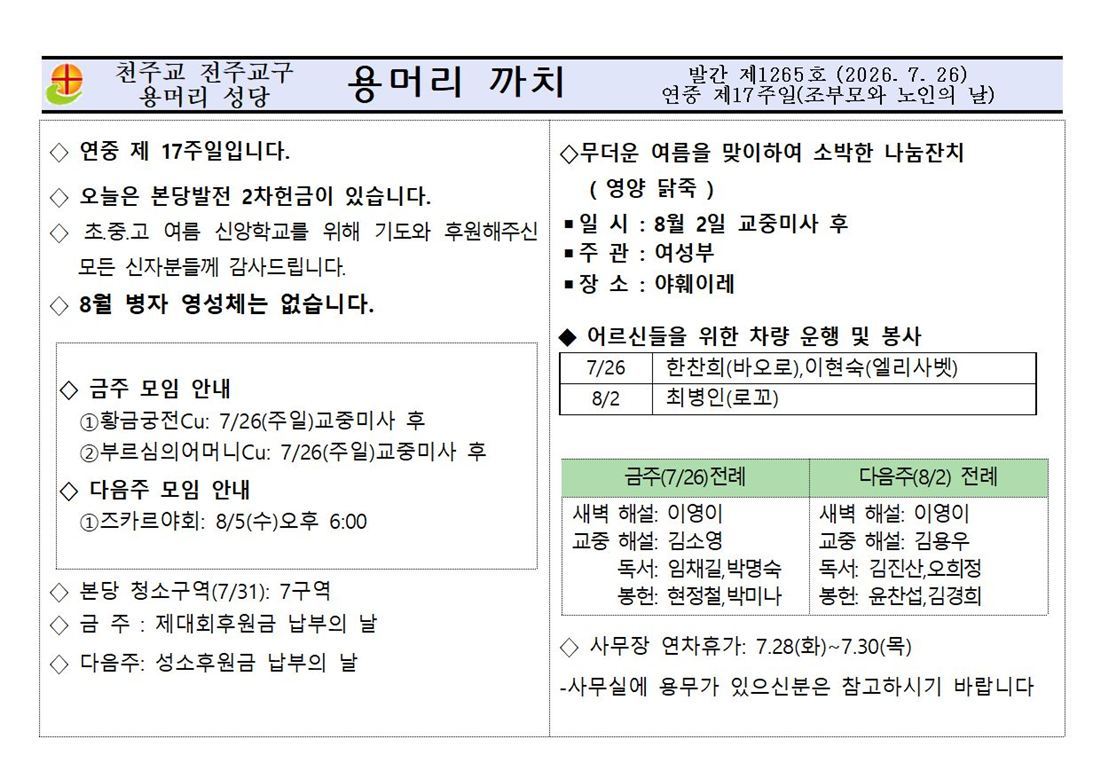 천주교 전주교구
용머리 성당
용머리 까치
발간 제1265호 (2026. 7. 26)
연중 제17주일(조부모와 노인의 날)
◇ 연중 제 17주일입니다.
◇ 오늘은 본당발전 2차헌금이 있습니다.
◇ 초.중.고 여름 신앙학교를 위해 기도와 후원해주신
모든 신자분들께 감사드립니다.
◇ 8월 병자 영성체는 없습니다.
◇ 금주 모임 안내
①황금궁전Cu: 7/26(주일)교중미사 후
②부르심의어머니Cu: 7/26(주일)교중미사 후
◇ 다음주 모임 안내
①즈카르야회: 8/5(수)오후 6:00
◇ 본당 청소구역(7/31): 7구역
◇ 금 주 : 제대회후원금 납부의 날
◇ 다음주: 성소후원금 납부의 날
◇무더운 여름을 맞이하여 소박한 나눔잔치
( 영양 닭죽 )
▪일 시 : 8월 2일 교중미사 후
▪주 관 : 여성부
▪장 소 : 야훼이레
◆ 어르신들을 위한 차량 운행 및 봉사
7/26 한찬희(바오로),이현숙(엘리사벳)
8/2 최병인(로꼬)
금주(7/26)전례
새벽 해설: 이영이
교중 해설: 김소영
독서: 임채길,박명숙
봉헌: 현정철,박미나
다음주(8/2) 전례
새벽 해설: 이영이
교중 해설: 김용우
독서: 김진산,오희정
봉헌: 윤찬섭,김경희
◇ 사무장 연차휴가: 7.28(화)~7.30(목)
-사무실에 용무가 있으신분은 참고하시기 바랍니다